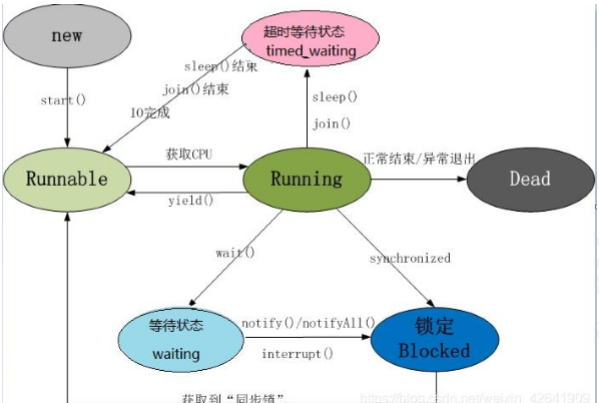 new
超时等待状态
timed_waiting
sleep()结束
join()结束
IO完成
start()
sleep()
join()
获取CPU
正常结束/异常退出
Runnable
Running
Dead
yield()
wait()
synchronized
等待状态
waiting
notify()/notifyAll()
interrupt()
锁定
Blocked
获取到“同步锁”
https://blog.csdn.net/weixin_42641909